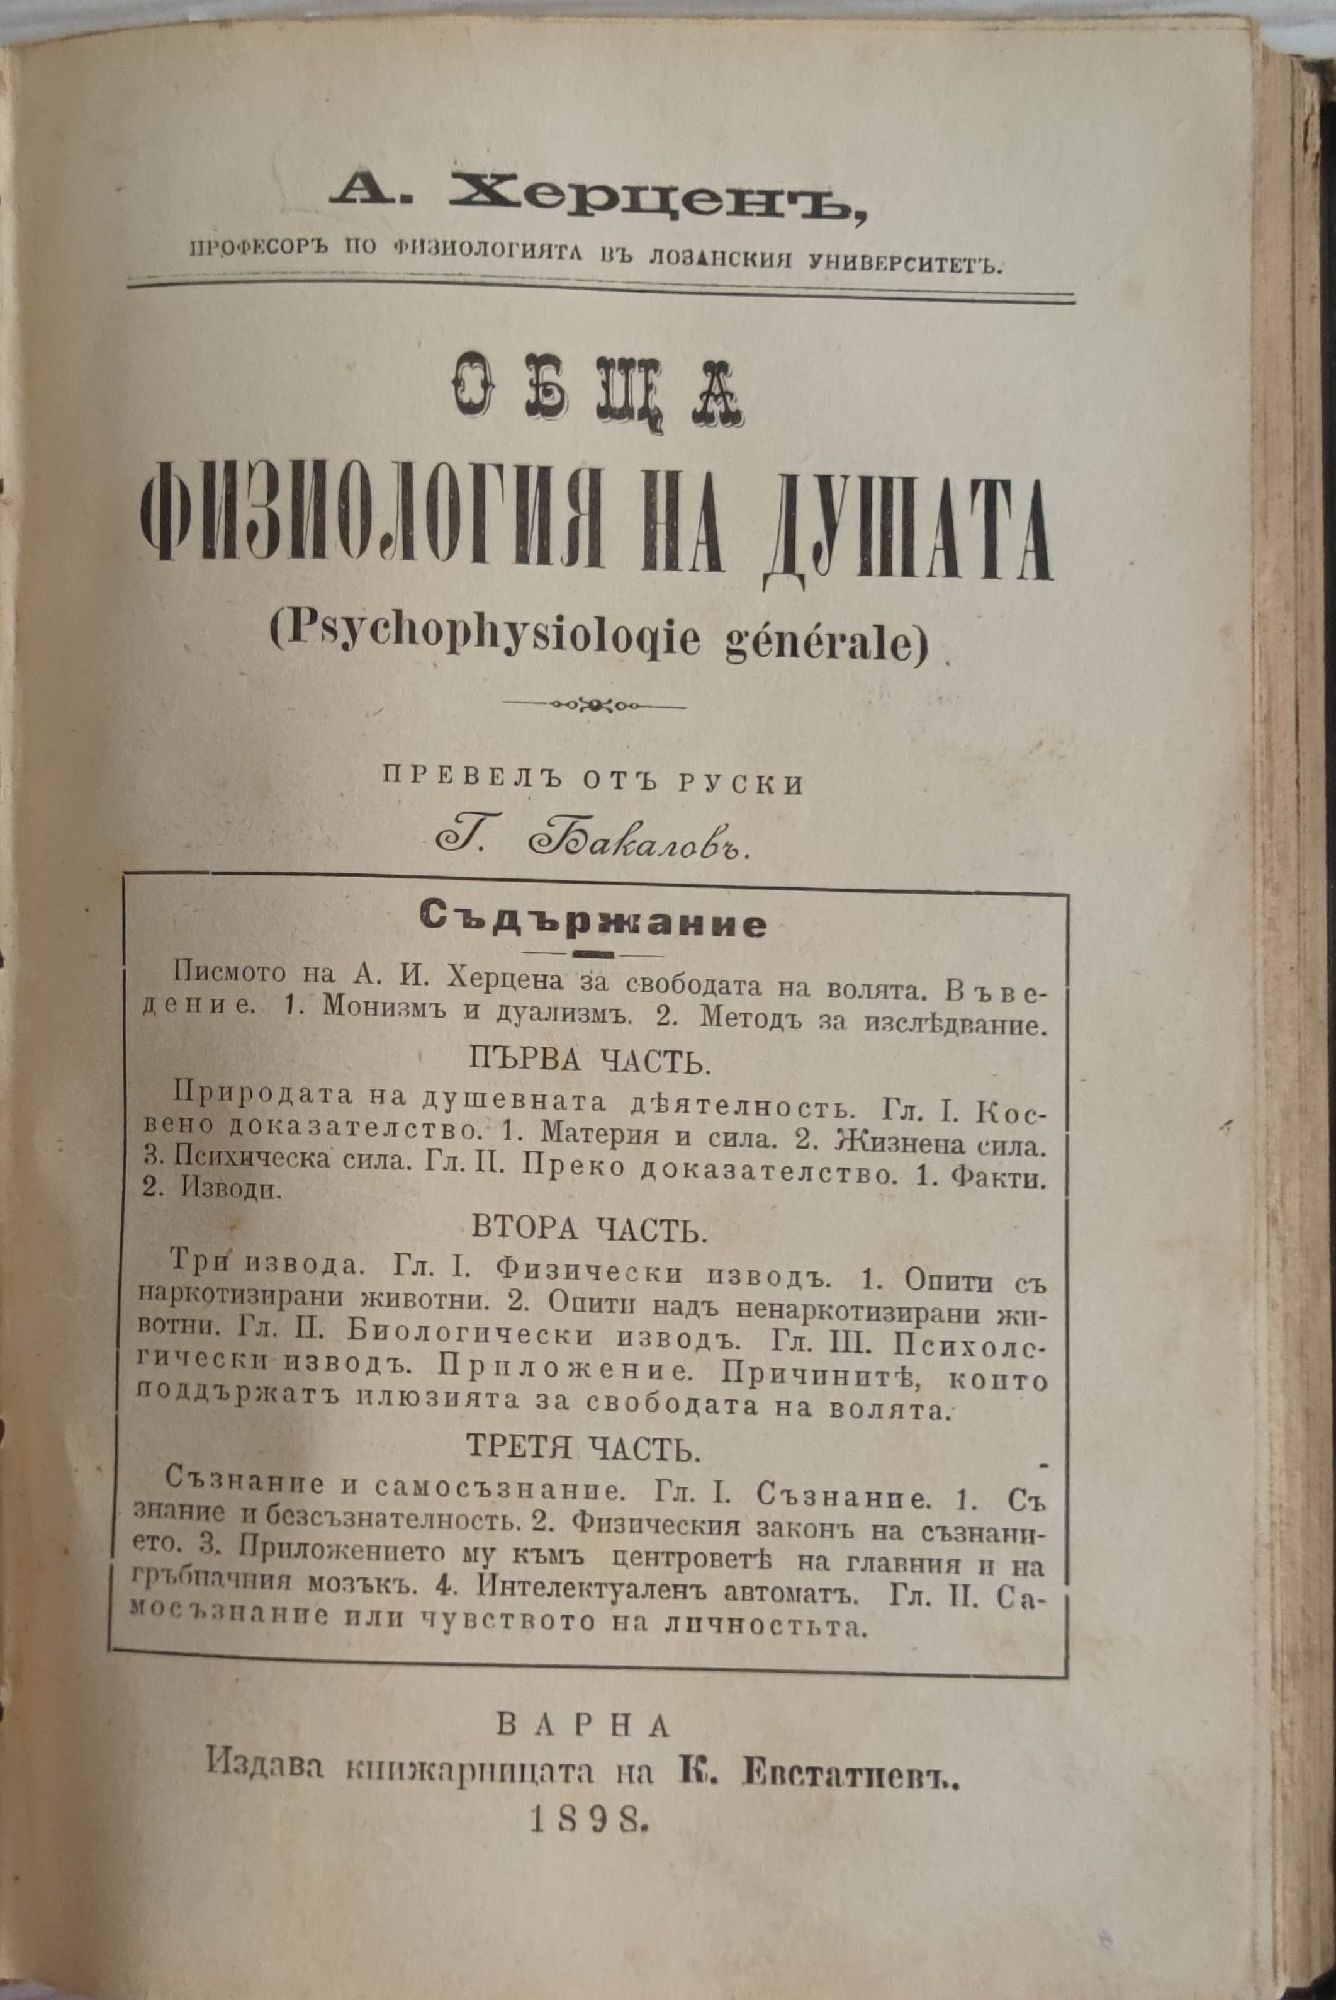 А. Херценъ,
ПРОФЕСОРЪ ПО ФИЗИОЛОГИЯТА ВЪ ЛОЗАНСКИЯ УНИВЕРСИТЕТЪ.
ОБЩА
ФИЗИОЛОГИЯ НА ДУШАТА
(Psychophysioloqie générale)
ПРЕВЕЛЪ ОТЪ РУСКИ
Г. Бакаловъ.
Съдържание
Писмото на А. И. Херцена за свободата на волята. Въве-
дение. 1. Монизмъ и дуализмъ. 2. Методъ за изслѣдвание.
ПЪРВА ЧАСТЬ.
Природата на душевната дѣятелность. Гл. I. Кос-
вено доказателство. 1. Материя и сила. 2. Жизнена сила.
3. Психическа сила. Гл. II. Преко доказателство. 1. Факти.
2. Изводи.
ВТОРА ЧАСТЬ.
Три извода. Гл. I. Физически изводъ. 1. Опити съ
наркотизирани животни. 2. Опити надъ ненаркотизирани жи-
вотни. Гл. II. Биологически изводъ. Гл. III. Психоло-
гически изводъ. Приложение. Причинитѣ, които
поддържатъ илюзията за свободата на волята.
ТРЕТЯ ЧАСТЬ.
Съзнание и самосъзнание. Гл. I. Съзнание. 1. Съ
знание и безсъзнателность. 2. Физическия законъ на съзнани-
ето. 3. Приложението му къмъ центроветѣ на главния и на
гръбначния мозъкъ. 4. Интелектуаленъ автоматъ. Гл. II. Са-
мосъзнание или чувството на личностьта.
ВАРНА
Издава книжарницата на К. Евстатиевъ.
1898.